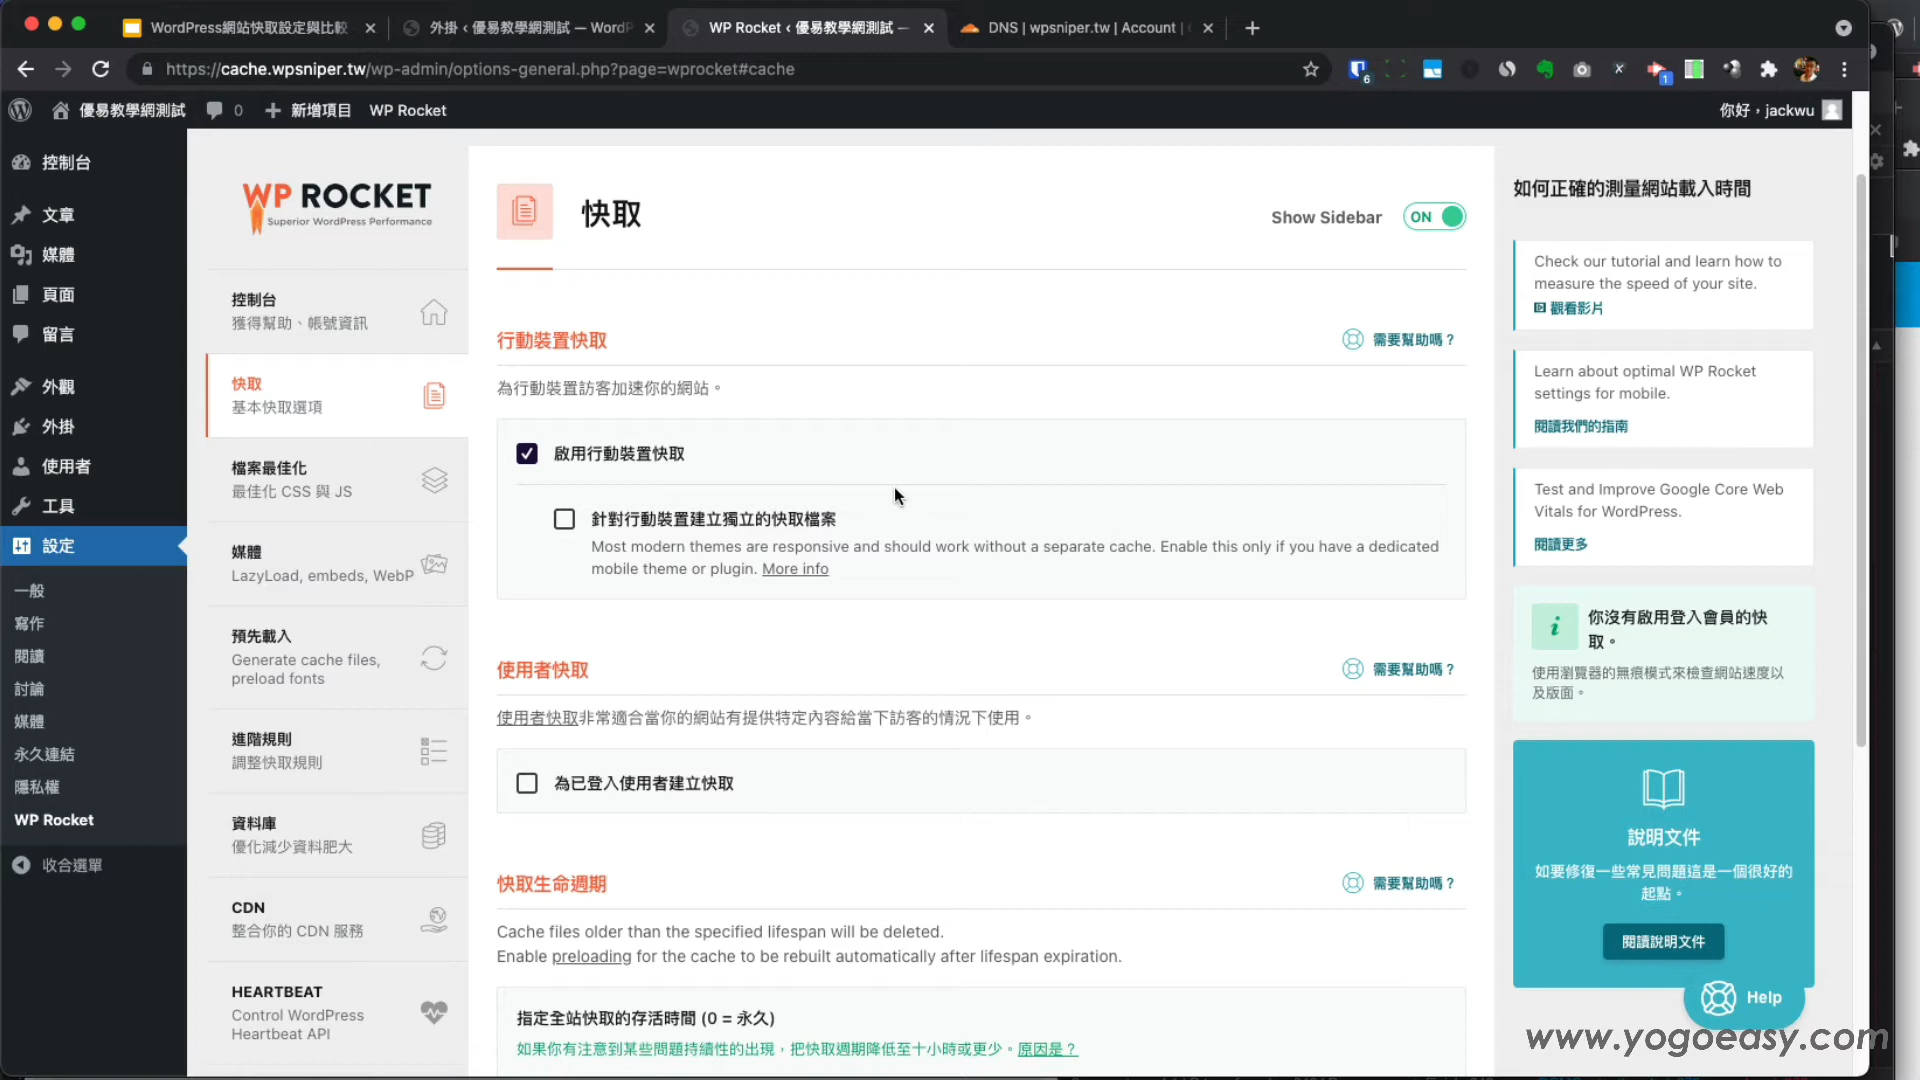 WordPress網站快取設定與比較
外掛 ‹ 優易教學網測試 — WordP
WP Rocket ‹ 優易教學網測試 —
DNS | wpsniper.tw | Account |
https://cache.wpsniper.tw/wp-admin/options-general.php?page=wprocket#cache
6
1
優易教學網測試
0
新增項目
WP Rocket
你好，jackwu
控制台
文章
媒體
頁面
留言
外觀
外掛
使用者
工具
設定
一般
寫作
閱讀
討論
媒體
永久連結
隱私權
WP Rocket
收合選單
WP ROCKET
Superior WordPress Performance
控制台
獲得幫助、帳號資訊
快取
基本快取選項
檔案最佳化
最佳化 CSS 與 JS
媒體
LazyLoad, embeds, WebP
預先載入
Generate cache files,
preload fonts
進階規則
調整快取規則
資料庫
優化減少資料肥大
CDN
整合你的 CDN 服務
HEARTBEAT
Control WordPress
Heartbeat API
快取
Show Sidebar
ON
行動裝置快取
需要幫助嗎？
為行動裝置訪客加速你的網站。
啟用行動裝置快取
針對行動裝置建立獨立的快取檔案
Most modern themes are responsive and should work without a separate cache. Enable this only if you have a dedicated
mobile theme or plugin. More info
使用者快取
需要幫助嗎？
使用者快取非常適合當你的網站有提供特定內容給當下訪客的情況下使用。
為已登入使用者建立快取
快取生命週期
需要幫助嗎？
Cache files older than the specified lifespan will be deleted.
Enable preloading for the cache to be rebuilt automatically after lifespan expiration.
指定全站快取的存活時間 (0 = 永久)
如果你有注意到某些問題持續性的出現，把快取週期降低至十小時或更少。原因是？
如何正確的測量網站載入時間
Check our tutorial and learn how to
measure the speed of your site.
觀看影片
Learn about optimal WP Rocket
settings for mobile.
閱讀我們的指南
Test and Improve Google Core Web
Vitals for WordPress.
閱讀更多
你沒有啟用登入會員的快
取。
使用瀏覽器的無痕模式來檢查網站速度以
及版面。
說明文件
如要修復一些常見問題這是一個很好的
起點。
閱讀說明文件
Help
www.yogoeasy.com